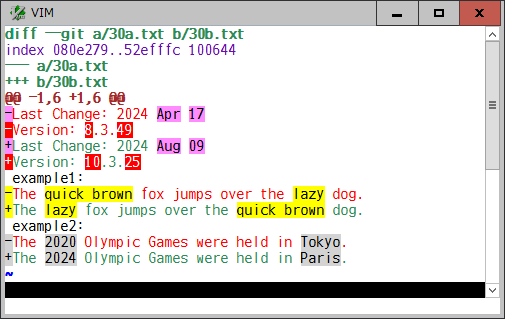 VIM
diff --git a/30a.txt b/30b.txt
index 080e279..52efffc 100644
--- a/30a.txt
+++ b/30b.txt
@@ -1,6 +1,6 @@
-Last Change: 2024 Apr 17
-Version: 8.3.49
+Last Change: 2024 Aug 09
+Version: 10.3.25
 example1:
-The quick brown fox jumps over the lazy dog.
+The lazy fox jumps over the quick brown dog.
 example2:
-The 2020 Olympic Games were held in Tokyo.
+The 2024 Olympic Games were held in Paris.
~